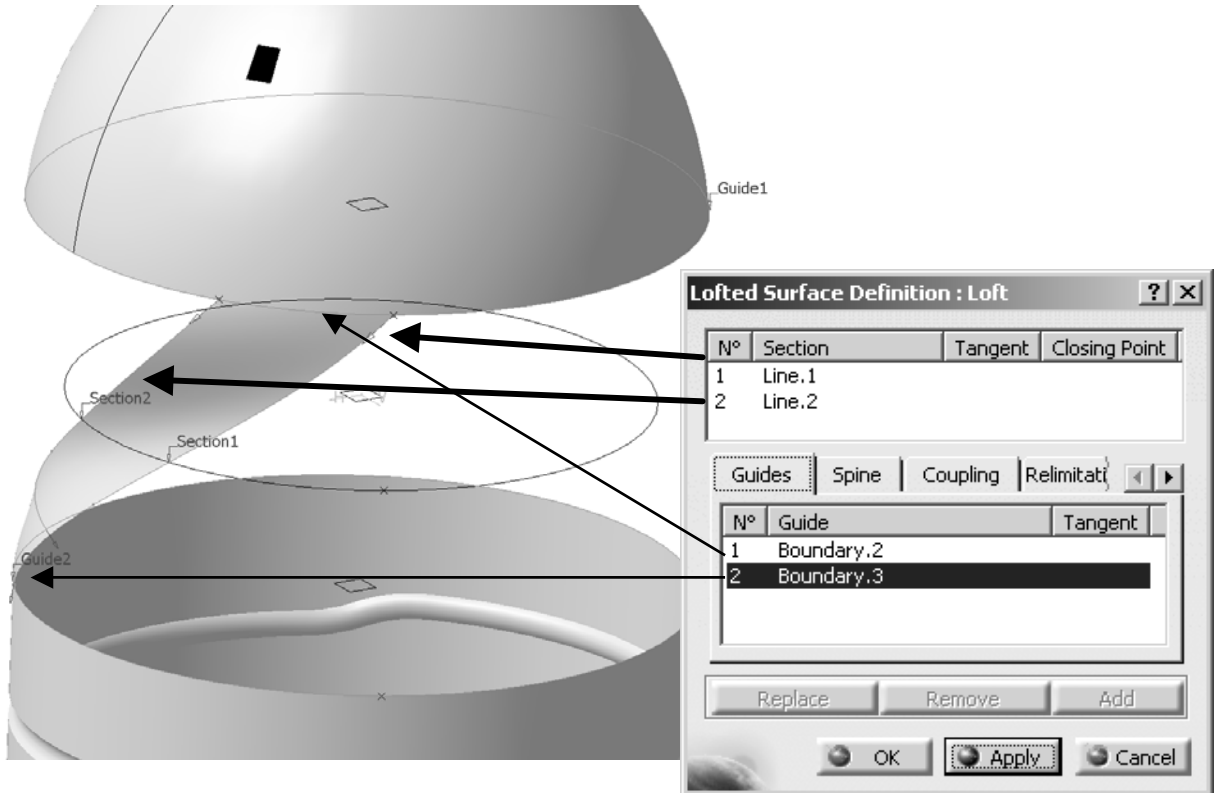 Guide1
Section2
Section1
Guide2
Lofted Surface Definition : Loft
N° Section Tangent Closing Point
1 Line.1
2 Line.2
Guides Spine Coupling Relimitati
N° Guide Tangent
1 Boundary.2
2 Boundary.3
Replace Remove Add
OK Apply Cancel